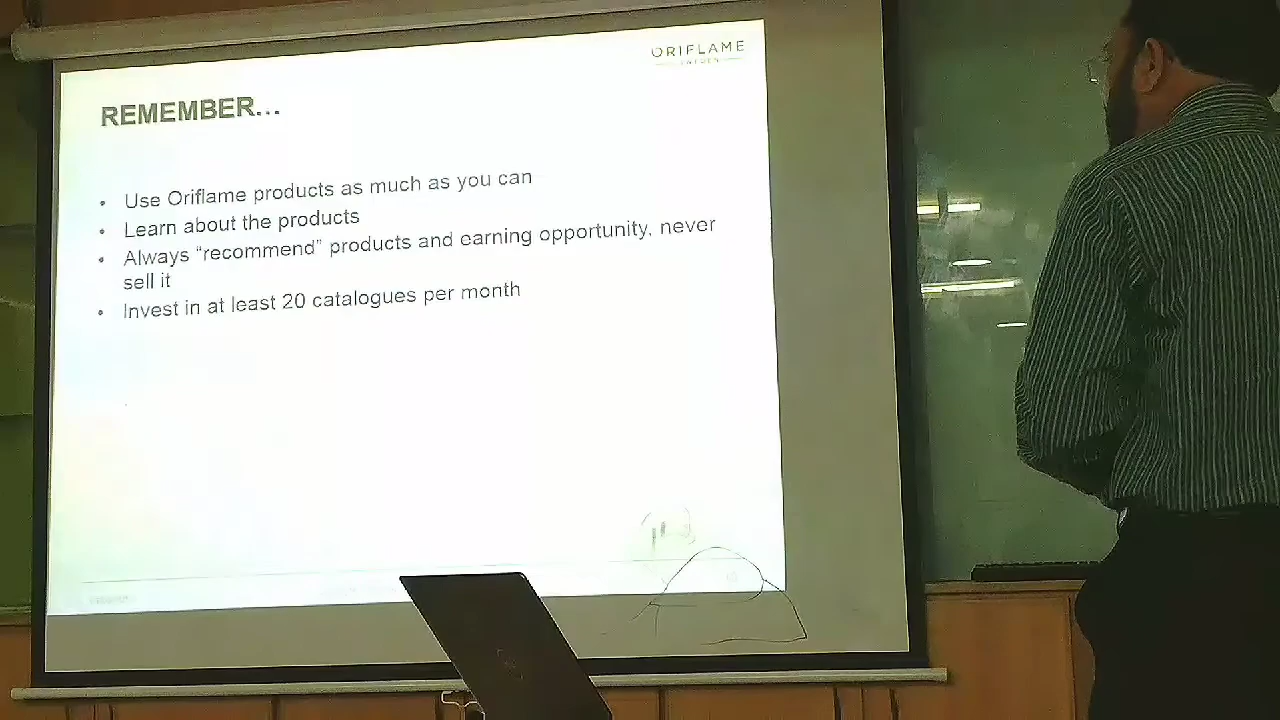 ORIFLAME
SWEDEN
REMEMBER...
• Use Oriflame products as much as you can
• Learn about the products
• Always “recommend” products and earning opportunity, never
sell it
• Invest in at least 20 catalogues per month